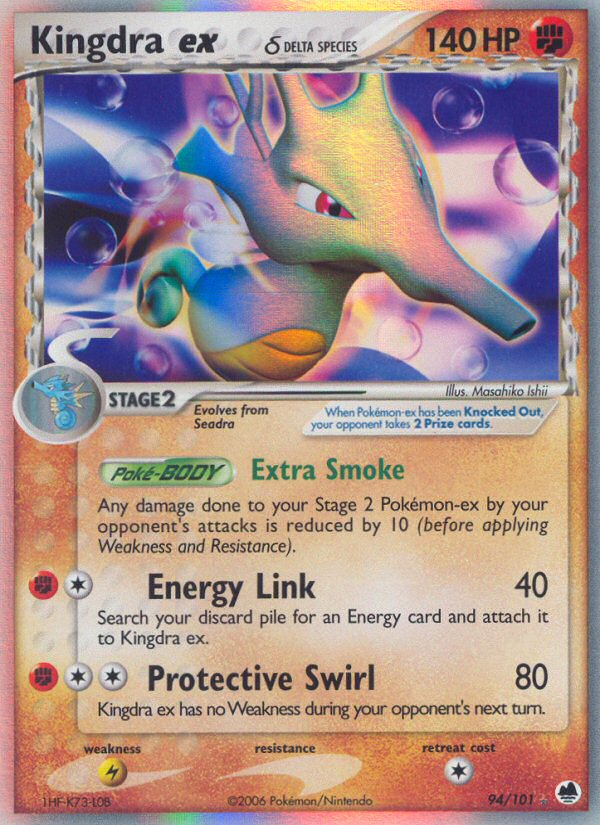 Kingdra ex δ DELTA SPECIES 140 HP
Illus. Masahiko Ishii
STAGE 2
Evolves from
Seadra
When Pokémon-ex has been Knocked Out,
your opponent takes 2 Prize cards.
Poké-BODY Extra Smoke
Any damage done to your Stage 2 Pokémon-ex by your
opponent's attacks is reduced by 10 (before applying
Weakness and Resistance).
Energy Link 40
Search your discard pile for an Energy card and attach it
to Kingdra ex.
Protective Swirl 80
Kingdra ex has no Weakness during your opponent's next turn.
weakness resistance retreat cost
1HF-K73-L0B ©2006 Pokémon/Nintendo 94/101